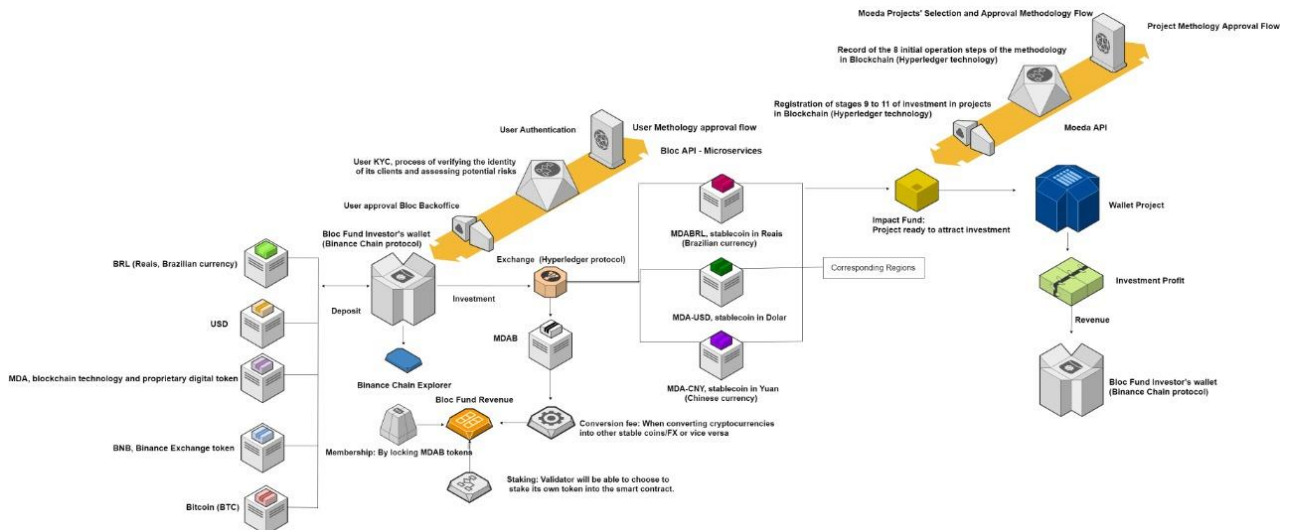 Moeda Projects' Selection and Approval Methodology Flow
Project Methology Approval Flow
Record of the 8 initial operation steps of the methodology
in Blockchain (Hyperledger technology)
Registration of stages 9 to 11 of investment in projects
in Blockchain (Hyperledger technology)
Moeda API
User Authentication
User Methology approval flow
Bloc API - Microservices
User KYC, process of verifying the identity
of its clients and assessing potential risks
User approval Bloc Backoffice
Bloc Fund Investor's wallet
(Binance Chain protocol)
BRL (Reais, Brazilian currency)
USD
MDA, blockchain technology and proprietary digital token
BNB, Binance Exchange token
Bitcoin (BTC)
Deposit
Investment
Exchange (Hyperledger protocol)
Binance Chain Explorer
MDAB
Bloc Fund Revenue
Membership: By locking MDAB tokens
Conversion fee: When converting cryptocurrencies
into other stable coins/FX or vice versa
Staking: Validator will be able to choose to
stake its own token into the smart contract.
MDABRL, stablecoin in Reais
(Brazilian currency)
MDA-USD, stablecoin in Dolar
MDA-CNY, stablecoin in Yuan
(Chinese currency)
Corresponding Regions
Impact Fund:
Project ready to attract investment
Wallet Project
Investment Profit
Revenue
Bloc Fund Investor's wallet
(Binance Chain protocol)